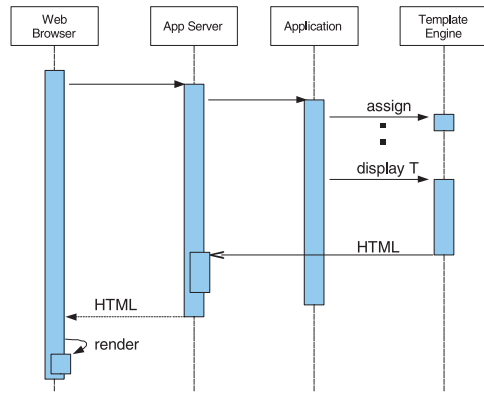 Web
Browser
App Server
Application
Template
Engine
assign
display T
HTML
HTML
render